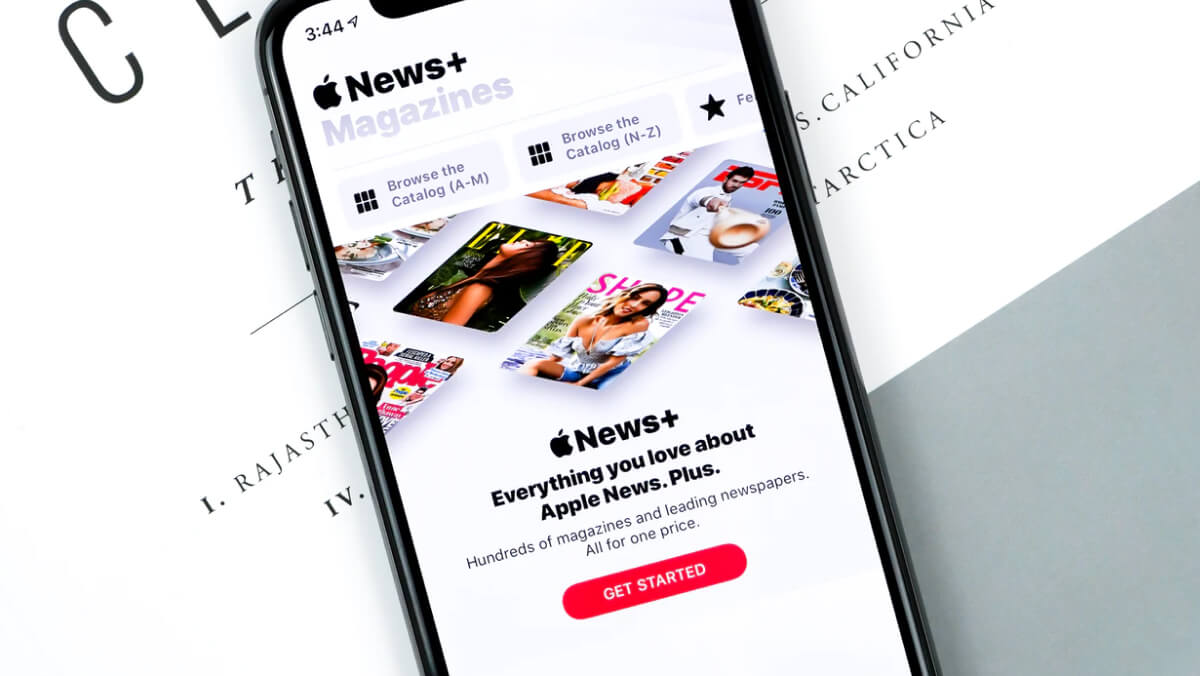 CL
3:44
News+
Magazines
Browse the
Catalog (A-M)
Browse the
Catalog (N-Z)
Fe
ELLE
ESPN
SHAPE
People
News+
Everything you love about
Apple News. Plus.
Hundreds of magazines and leading newspapers.
All for one price.
GET STARTED
S. CALIFORNIA
TARCTICA
I. RAJASTH
IV.